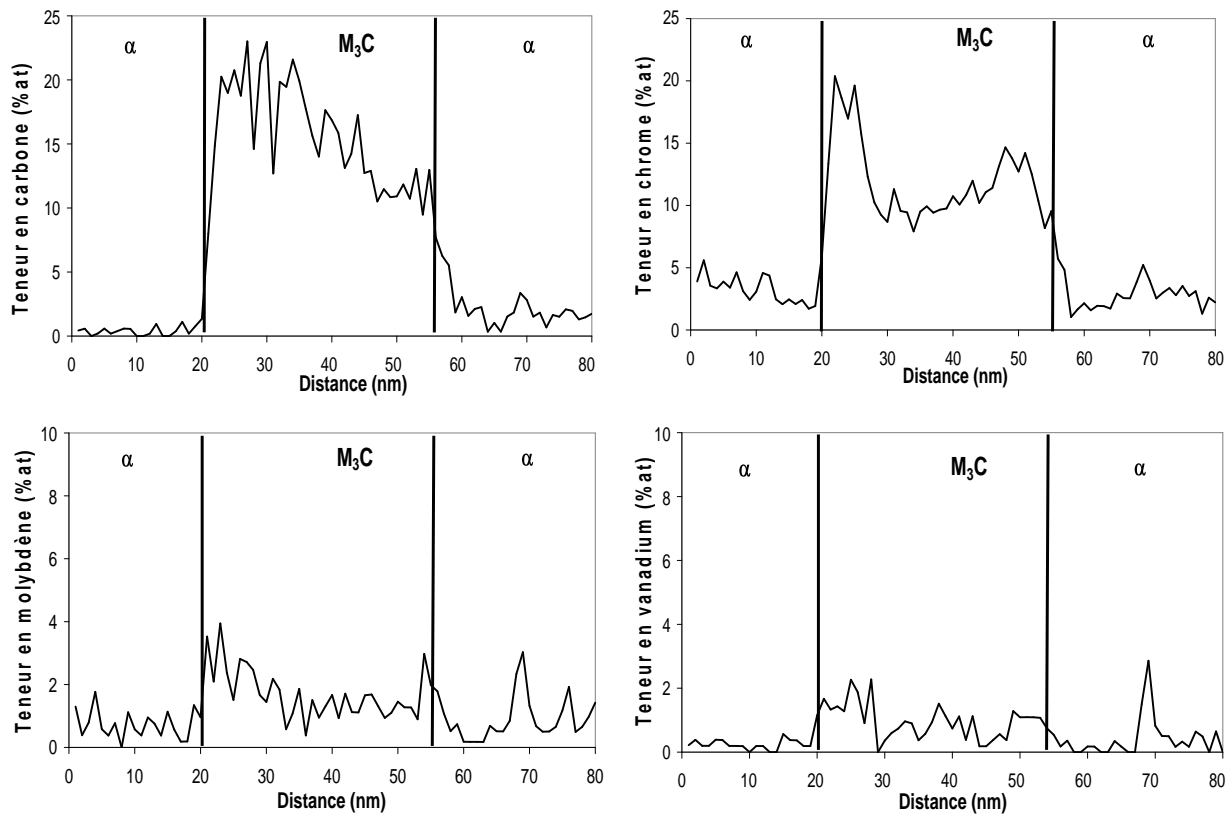 Teneur en carbone (%at)
25
20
15
10
5
0
α
M₃C
α
0 10 20 30 40 50 60 70 80
Distance (nm)
Teneur en chrome (%at)
25
20
15
10
5
0
α
M₃C
α
0 10 20 30 40 50 60 70 80
Distance (nm)
Teneur en molybdène (%at)
10
8
6
4
2
0
α
M₃C
α
0 10 20 30 40 50 60 70 80
Distance (nm)
Teneur en vanadium (%at)
10
8
6
4
2
0
α
M₃C
α
0 10 20 30 40 50 60 70 80
Distance (nm)